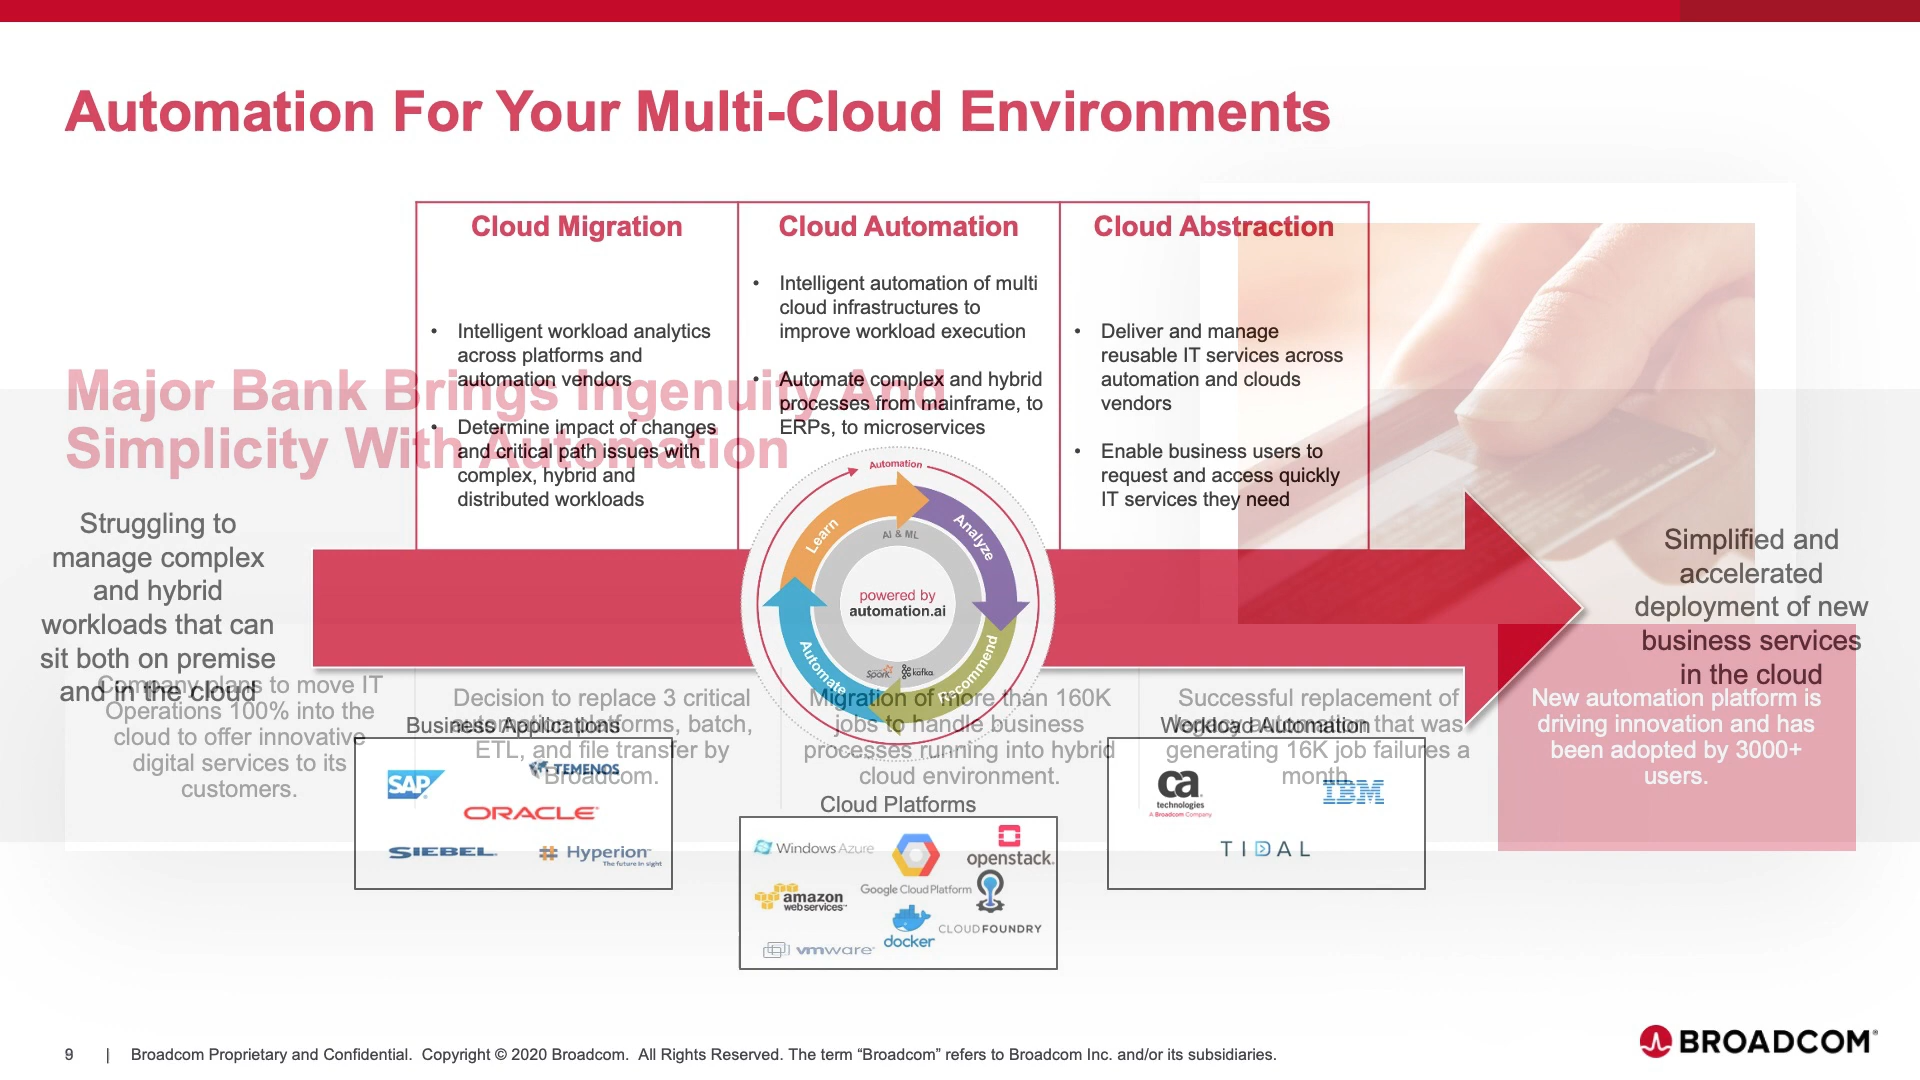 Automation For Your Multi-Cloud Environments
Cloud Migration
• Intelligent workload analytics
across platforms and
automation vendors
• Determine impact of changes
and critical path issues with
complex, hybrid and
distributed workloads
Cloud Automation
• Intelligent automation of multi
cloud infrastructures to
improve workload execution
• Automate complex and hybrid
processes from mainframe, to
ERPs, to microservices
Cloud Abstraction
• Deliver and manage
reusable IT services across
automation and clouds
vendors
• Enable business users to
request and access quickly
IT services they need
Major Bank Brings Ingenuity And
Simplicity With Automation
Struggling to
manage complex
and hybrid
workloads that can
sit both on premise
and in the cloud
Automation
Learn
Analyze
Recommend
Automate
AI & ML
powered by
automation.ai
Spark
kafka
Simplified and
accelerated
deployment of new
business services
in the cloud
Company plans to move IT
Operations 100% into the
cloud to offer innovative
digital services to its
customers.
Decision to replace 3 critical
automation platforms, batch,
ETL, and file transfer by
Broadcom.
Migration of more than 160K
jobs to handle business
processes running into hybrid
cloud environment.
Successful replacement of
legacy automation that was
generating 16K job failures a
month.
New automation platform is
driving innovation and has
been adopted by 3000+
users.
Business Applications
SAP
TEMENOS
ORACLE
SIEBEL
Hyperion
The future in sight
Cloud Platforms
Windows Azure
Google Cloud Platform
openstack
amazon
web services
docker
CLOUD FOUNDRY
vmware
Workload Automation
ca
technologies
A Broadcom Company
IBM
TIDAL
9 | Broadcom Proprietary and Confidential. Copyright © 2020 Broadcom. All Rights Reserved. The term “Broadcom” refers to Broadcom Inc. and/or its subsidiaries.
BROADCOM